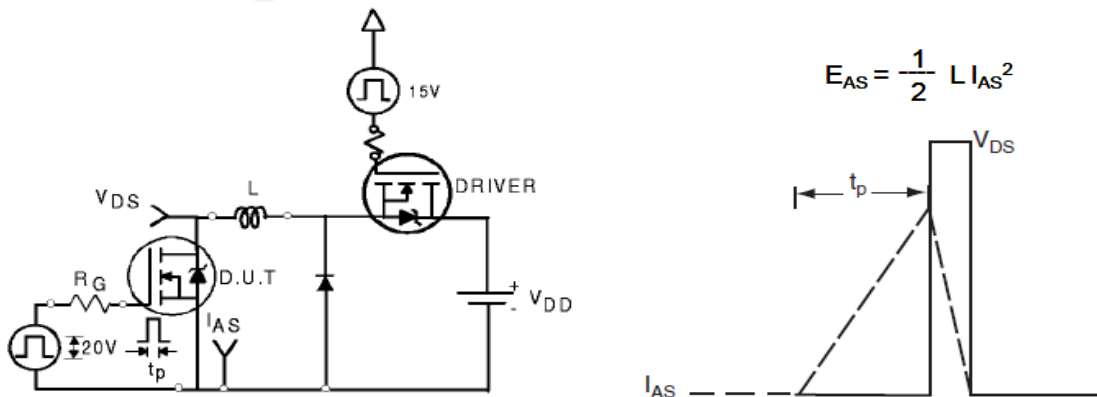 15V
L
DRIVER
VDS
RG
D.U.T
+
-
VDD
IAS
20V
tp
EAS = 1/2 L IAS²
VDS
tp
IAS